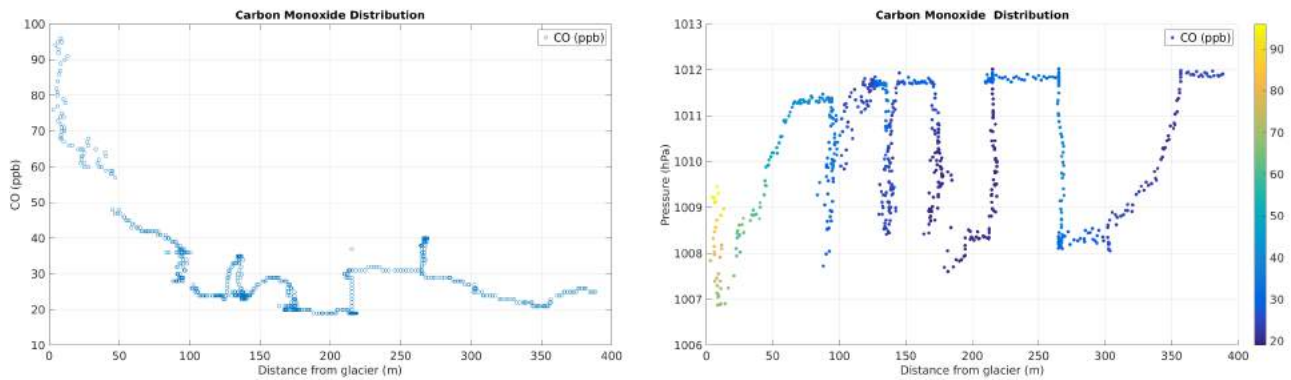 Carbon Monoxide Distribution
CO (ppb)
100
90
80
70
60
50
40
30
20
10
CO (ppb)
0 50 100 150 200 250 300 350 400
Distance from glacier (m)
Carbon Monoxide Distribution
CO (ppb)
1013
1012
1011
1010
1009
1008
1007
1006
Pressure (hPa)
0 50 100 150 200 250 300 350 400
Distance from glacier (m)
90
80
70
60
50
40
30
20